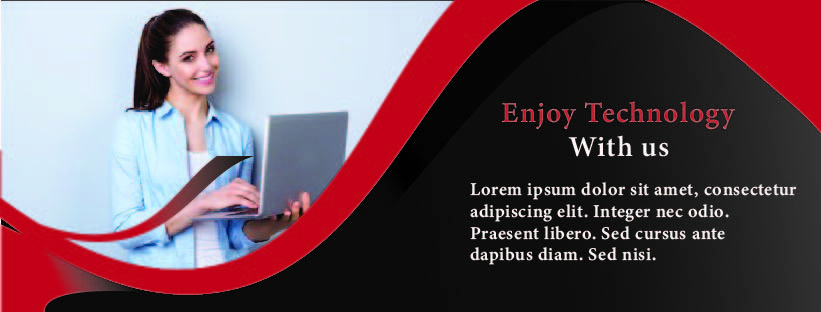 Enjoy Technology
With us
Lorem ipsum dolor sit amet, consectetur
adipiscing elit. Integer nec odio.
Praesent libero. Sed cursus ante
dapibus diam. Sed nisi.